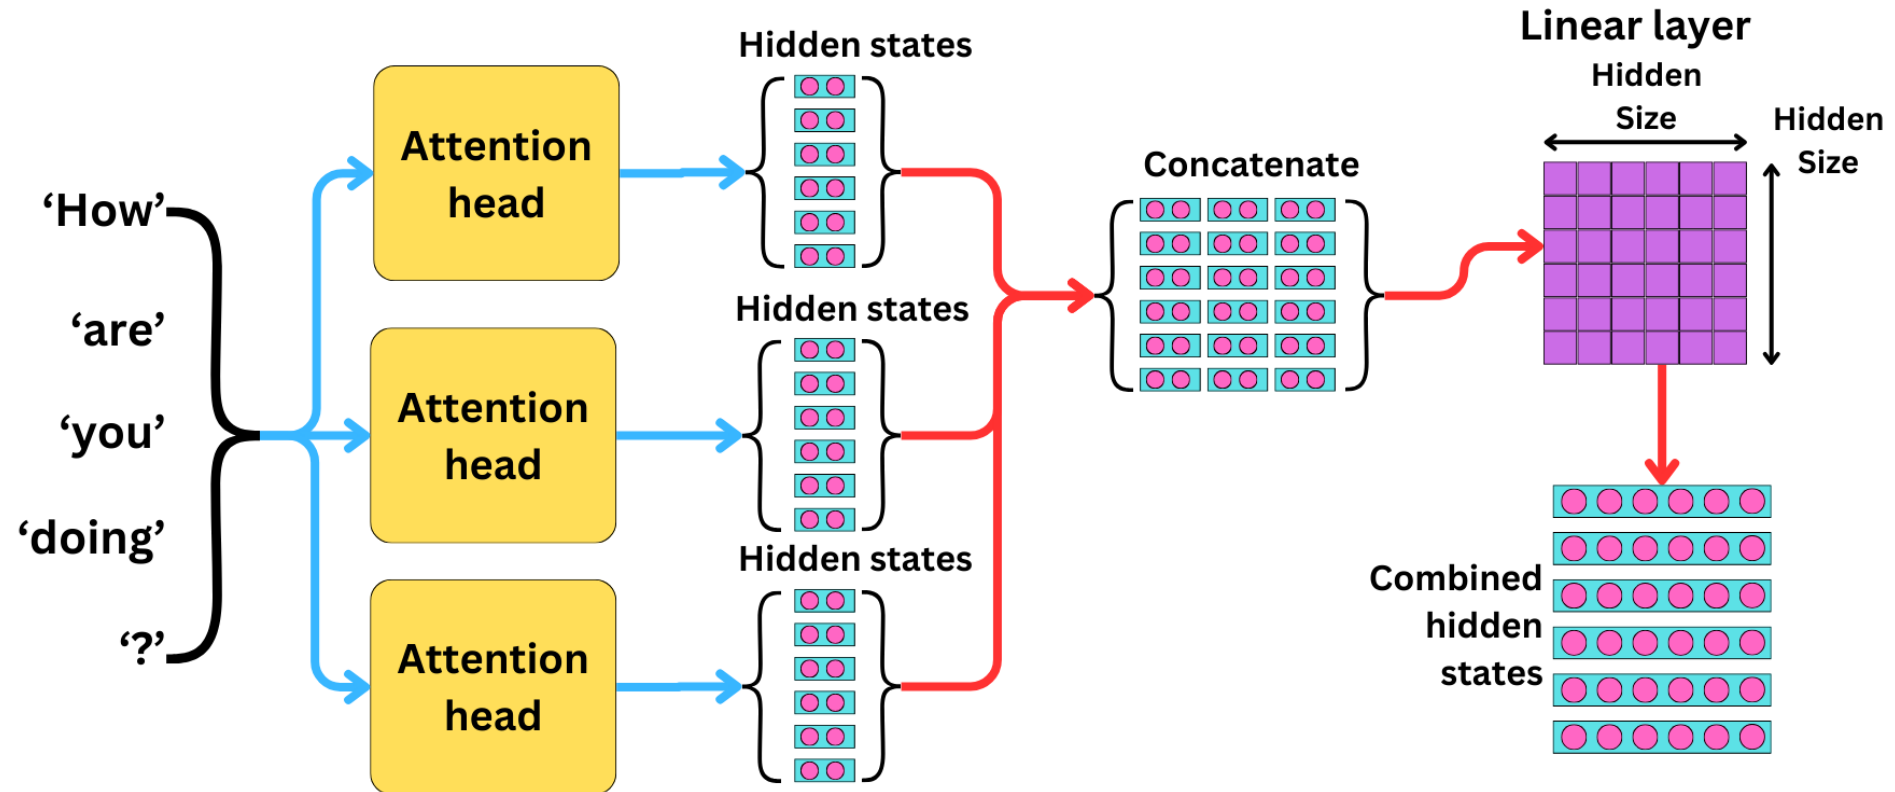 ‘How’
‘are’
‘you’
‘doing’
‘?’
Attention
head
Attention
head
Attention
head
Hidden states
Hidden states
Hidden states
Concatenate
Linear layer
Hidden
Size
Hidden
Size
Combined
hidden
states